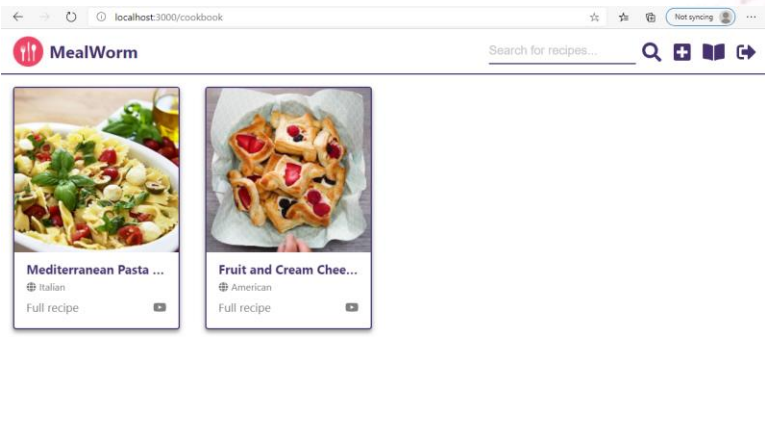 localhost:3000/cookbook
Not syncing
MealWorm
Search for recipes...
Mediterranean Pasta ...
Italian
Full recipe
Fruit and Cream Chee...
American
Full recipe